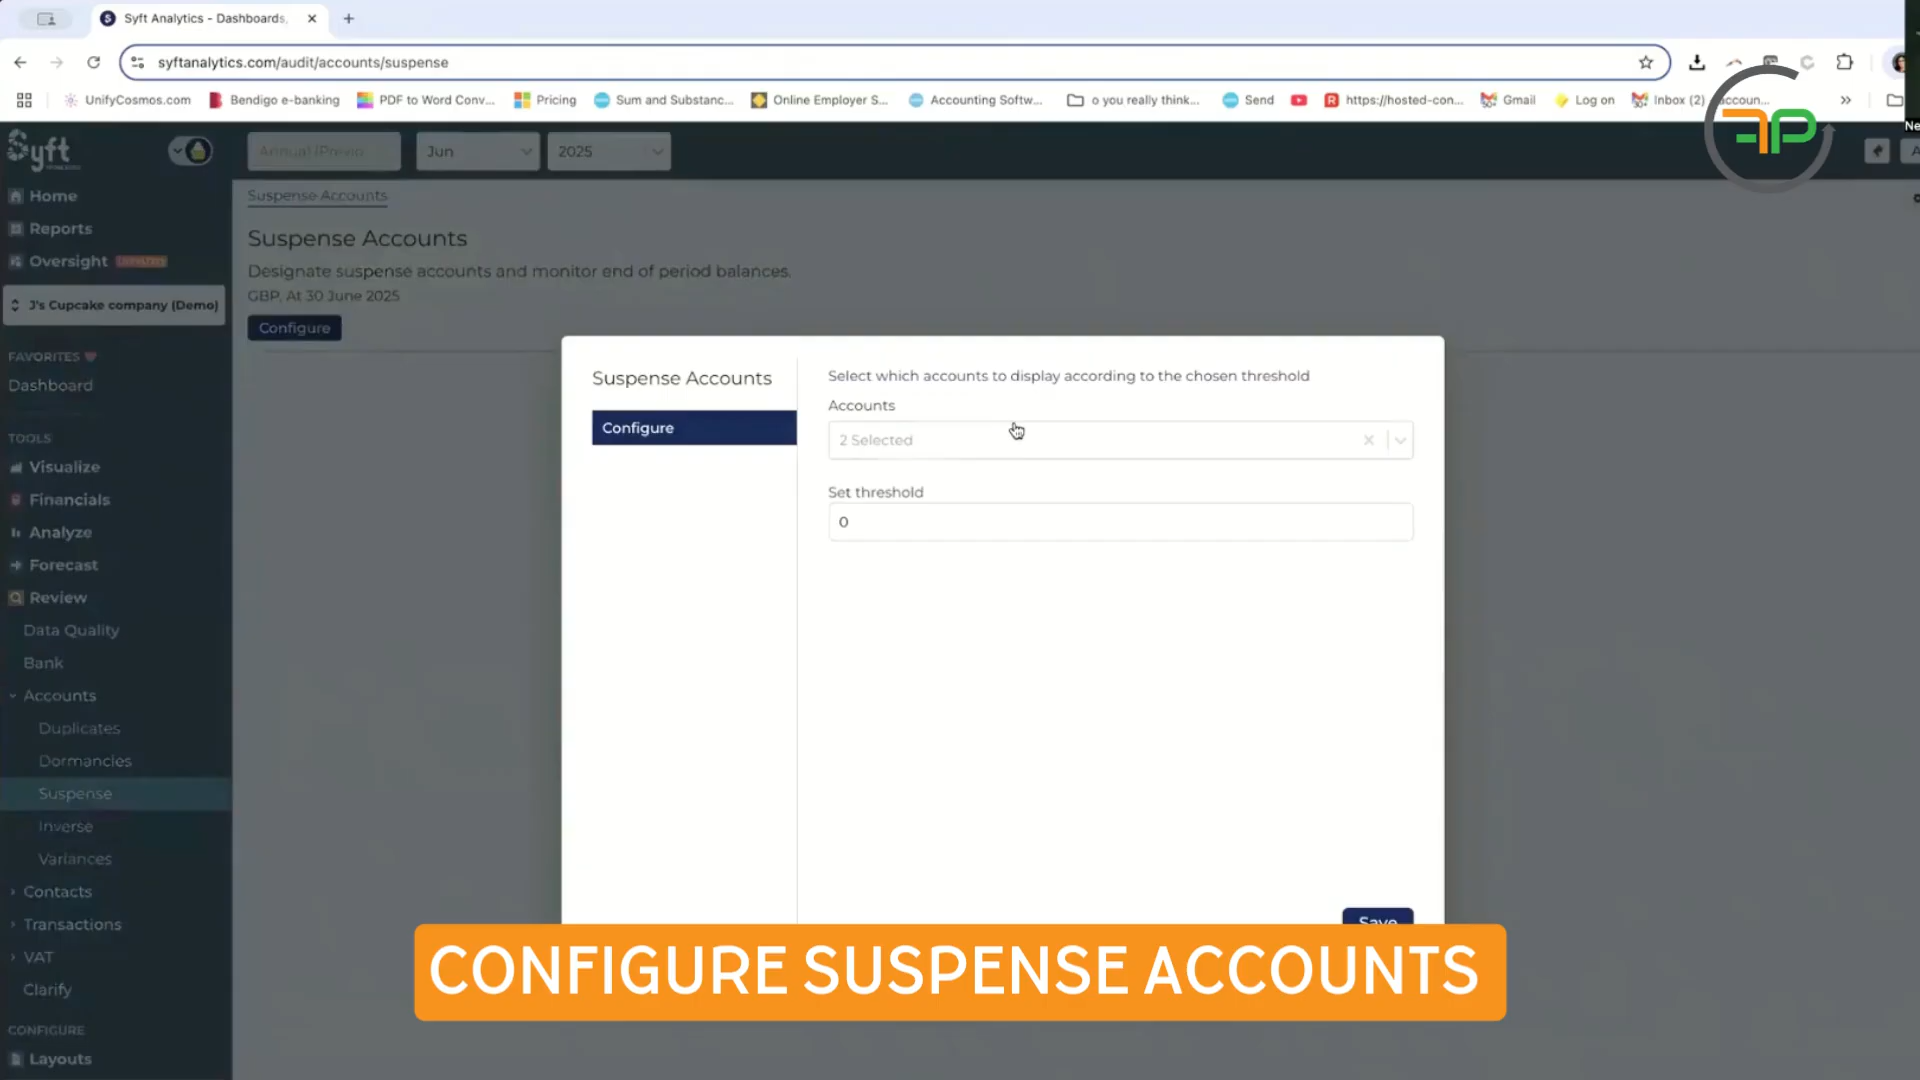 Syft Analytics - Dashboards,
syftanalytics.com/audit/accounts/suspense
UnifyCosmos.com
Bendigo e-banking
PDF to Word Conv...
Pricing
Sum and Substanc...
Online Employer S...
Accounting Softw...
o you really think...
Send
https://hosted-con...
Gmail
Log on
Inbox (2)
accoun...
FP
Ne
Syft
Jun
2025
Home
Reports
Oversight
J's Cupcake company (Demo)
FAVORITES
Dashboard
TOOLS
Visualize
Financials
Analyze
Forecast
Review
Data Quality
Bank
Accounts
Duplicates
Dormancies
Suspense
Inverse
Variances
Contacts
Transactions
VAT
Clarify
CONFIGURE
Layouts
Suspense Accounts
Suspense Accounts
Designate suspense accounts and monitor end of period balances.
GBP, At 30 June 2025
Configure
Suspense Accounts
Configure
Select which accounts to display according to the chosen threshold
Accounts
2 Selected
Set threshold
0
Save
CONFIGURE SUSPENSE ACCOUNTS